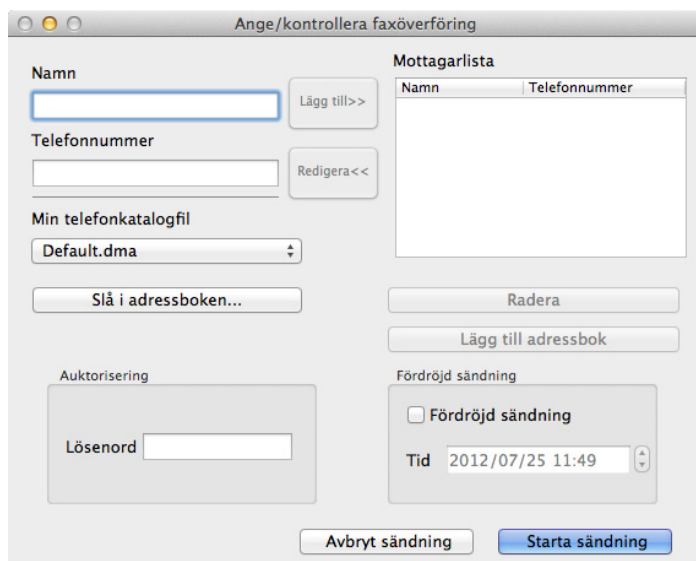 Ange/kontrollera faxöverföring
Namn
Lägg till>>
Telefonnummer
Redigera<<
Min telefonkatalogfil
Default.dma
Slå i adressboken...
Mottagarlista
Namn Telefonnummer
Radera
Lägg till adressbok
Auktorisering
Lösenord
Fördröjd sändning
Fördröjd sändning
Tid 2012/07/25 11:49
Avbryt sändning
Starta sändning